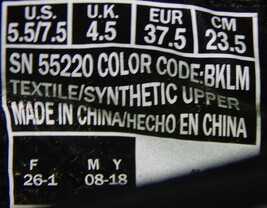 U.S. U.K. EUR CM
5.5/7.5 4.5 37.5 23.5
SN 55220 COLOR CODE:BKLM
TEXTILE/SYNTHETIC UPPER
MADE IN CHINA/HECHO EN CHINA
F M Y
26-1 08-18